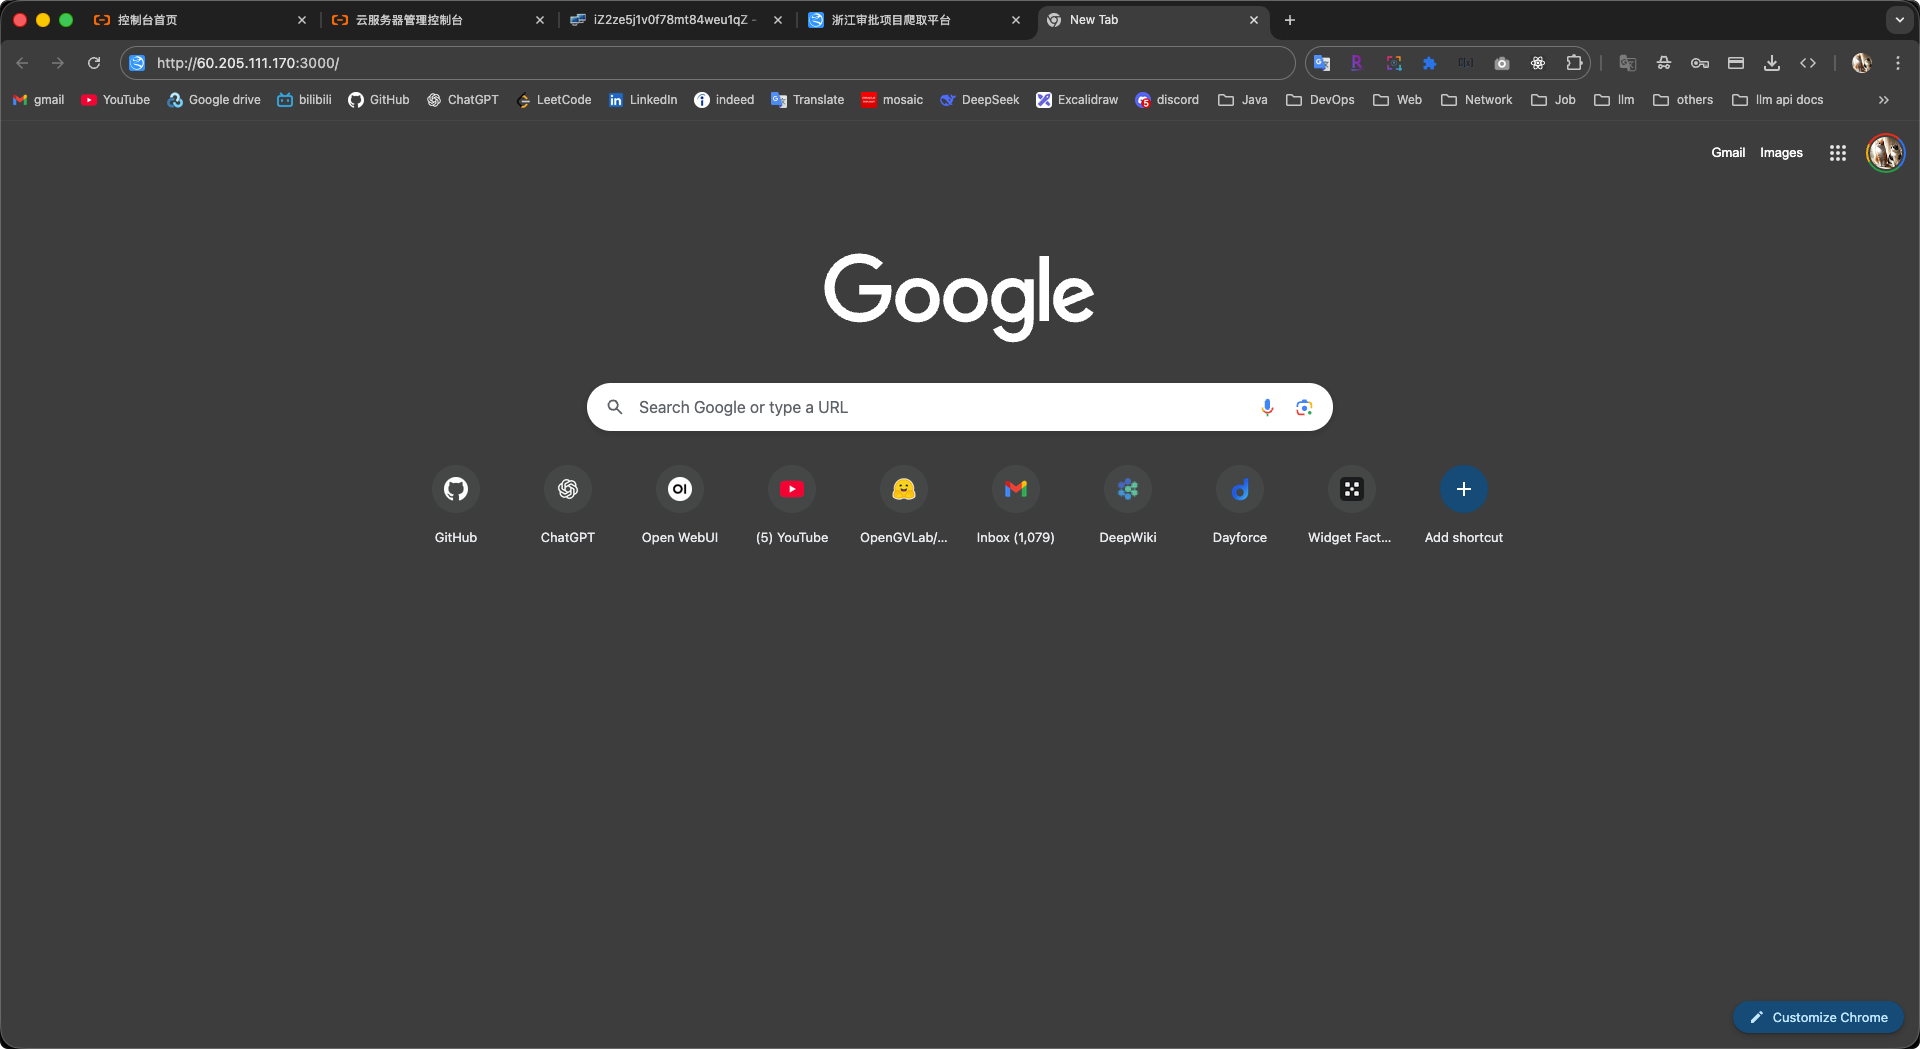 控制台首页
云服务器管理控制台
iZ2ze5j1v0f78mt84weu1qZ -
浙江审批项目爬取平台
New Tab
http://60.205.111.170:3000/
gmail
YouTube
Google drive
bilibili
GitHub
ChatGPT
LeetCode
LinkedIn
indeed
Translate
mosaic
DeepSeek
Excalidraw
discord
Java
DevOps
Web
Network
Job
llm
others
llm api docs
Gmail
Images
Google
Search Google or type a URL
GitHub
ChatGPT
Open WebUI
(5) YouTube
OpenGVLab/...
Inbox (1,079)
DeepWiki
Dayforce
Widget Fact...
Add shortcut
Customize Chrome